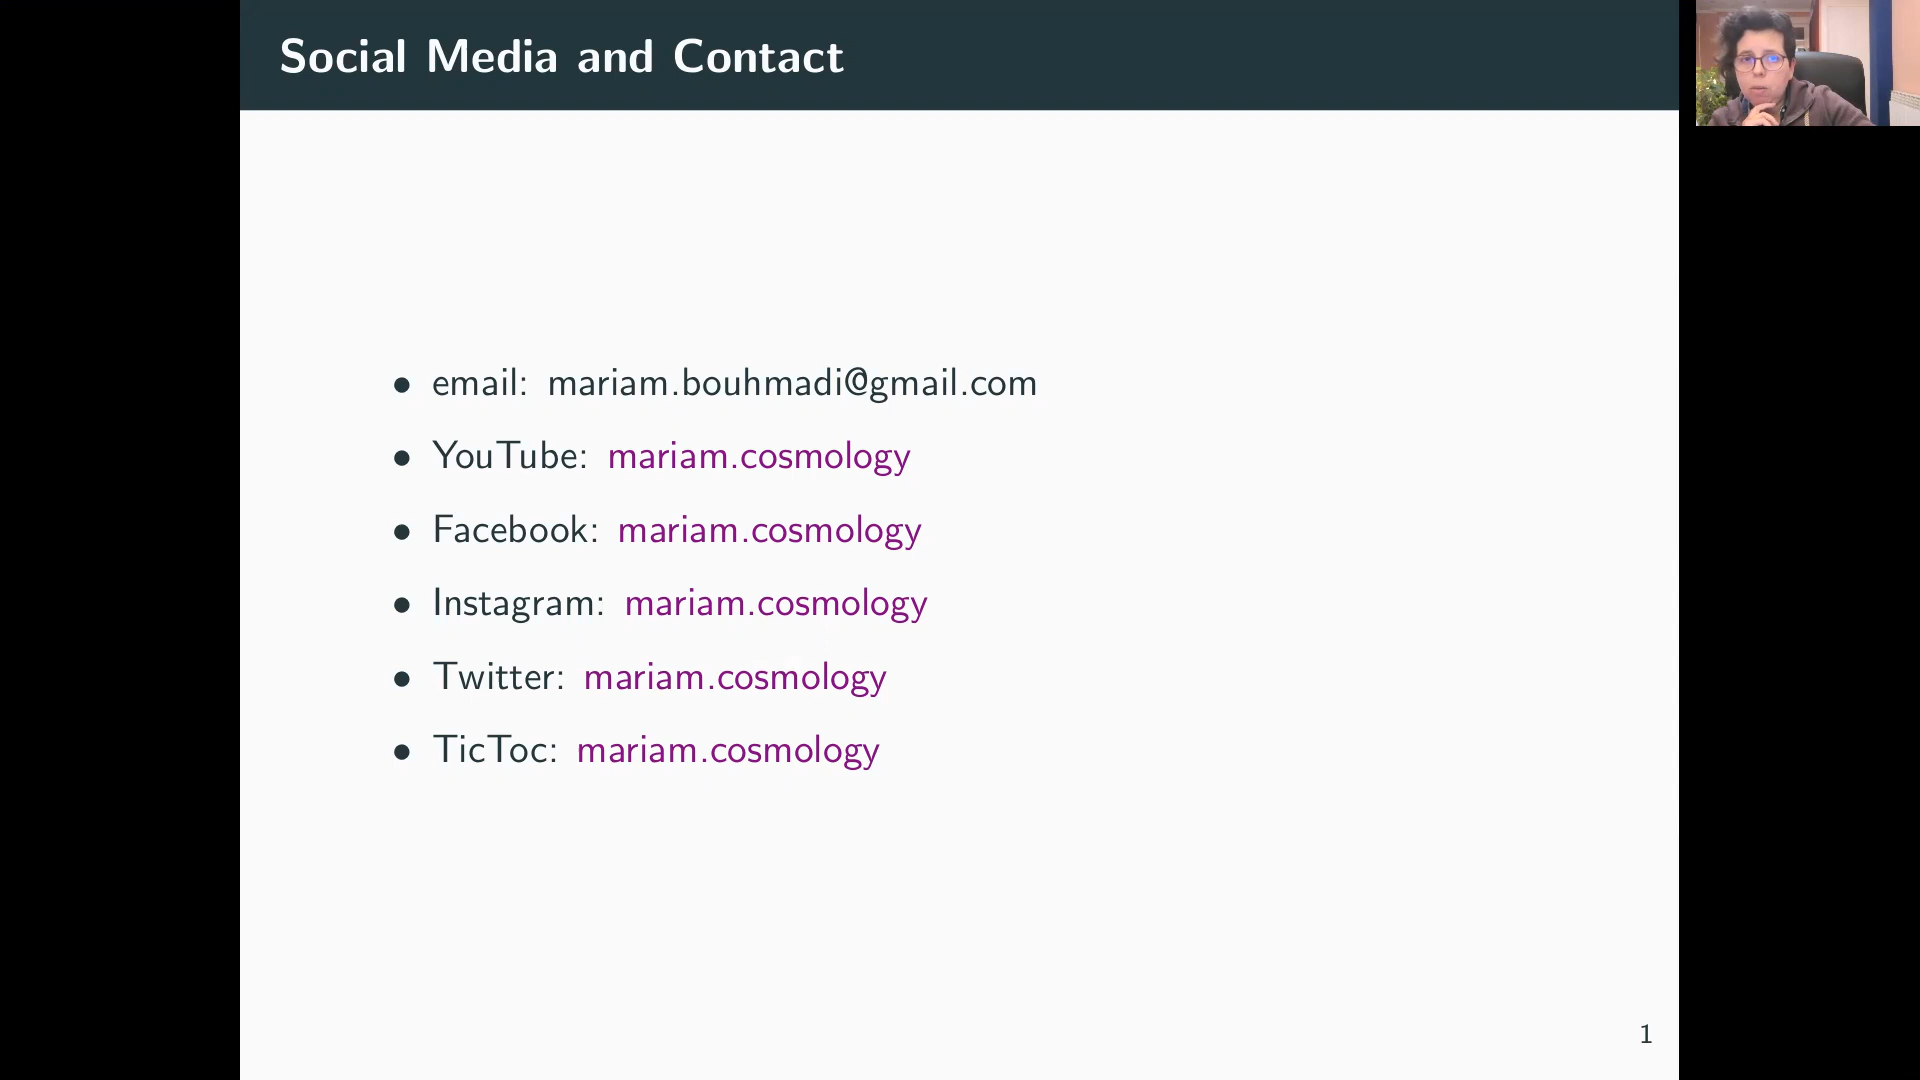 Social Media and Contact
• email: mariam.bouhmadi@gmail.com
• YouTube: mariam.cosmology
• Facebook: mariam.cosmology
• Instagram: mariam.cosmology
• Twitter: mariam.cosmology
• TicToc: mariam.cosmology
1